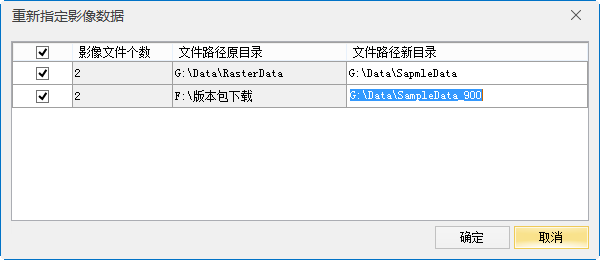 重新指定影像数据
影像文件个数 文件路径原目录 文件路径新目录
2 G:\Data\RasterData G:\Data\SapmleData
2 F:\版本包下载 G:\Data\SampleData_900
确定 取消